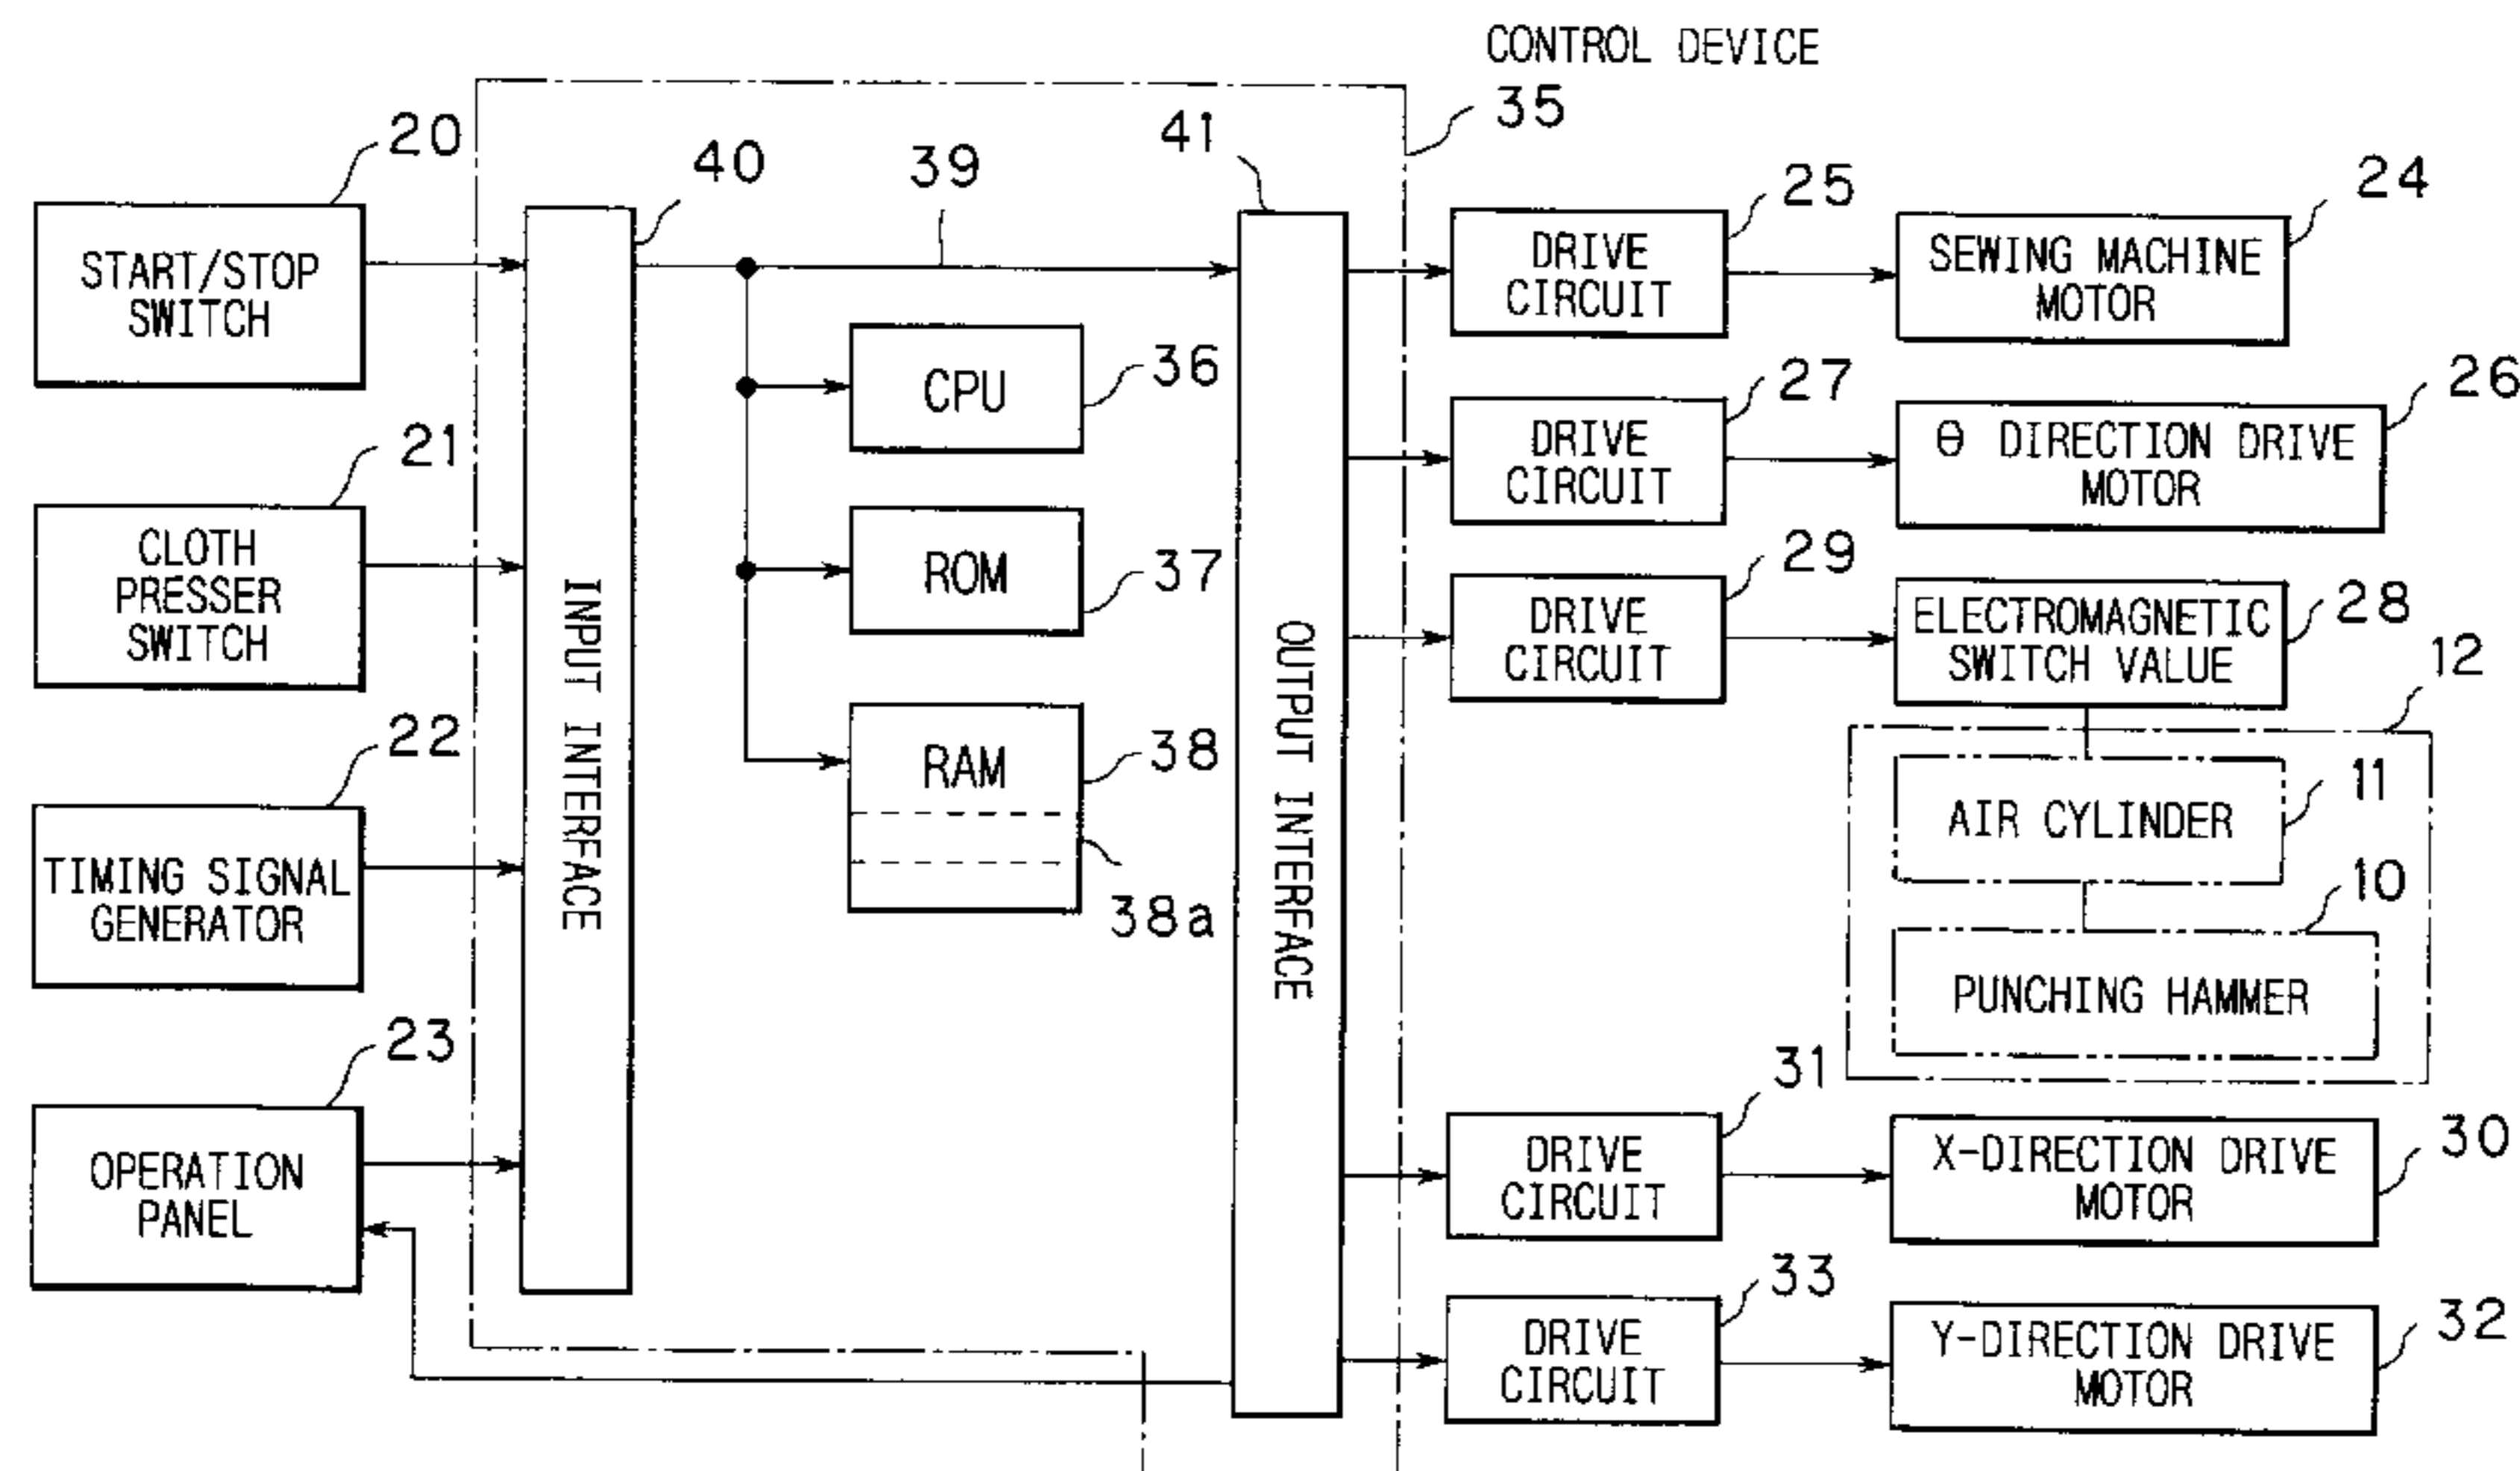 CONTROL DEVICE
35
20
START/STOP
SWITCH
21
CLOTH
PRESSER
SWITCH
22
TIMING SIGNAL
GENERATOR
23
OPERATION
PANEL
40
INPUT INTERFACE
39
36
CPU
37
ROM
38
RAM
38a
41
OUTPUT INTERFACE
25
DRIVE
CIRCUIT
24
SEWING MACHINE
MOTOR
27
DRIVE
CIRCUIT
26
θ DIRECTION DRIVE
MOTOR
29
DRIVE
CIRCUIT
28
ELECTROMAGNETIC
SWITCH VALUE
12
11
AIR CYLINDER
10
PUNCHING HAMMER
31
DRIVE
CIRCUIT
30
X-DIRECTION DRIVE
MOTOR
33
DRIVE
CIRCUIT
32
Y-DIRECTION DRIVE
MOTOR